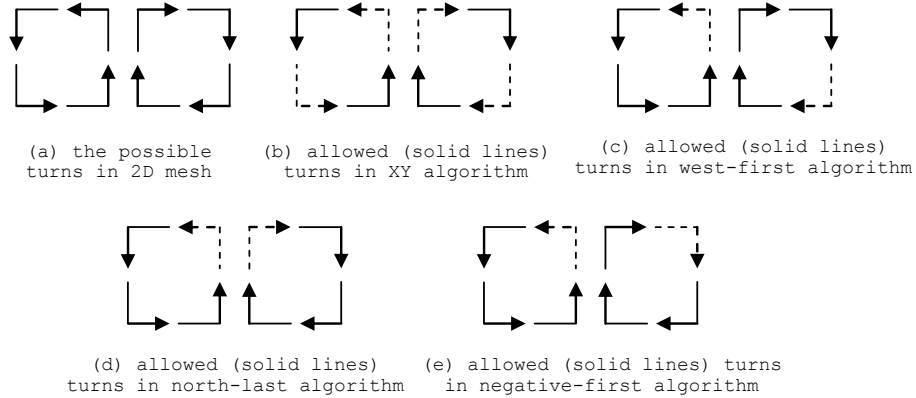 (a) the possible
turns in 2D mesh
(b) allowed (solid lines)
turns in XY algorithm
(c) allowed (solid lines)
turns in west-first algorithm
(d) allowed (solid lines)
turns in north-last algorithm
(e) allowed (solid lines) turns
in negative-first algorithm